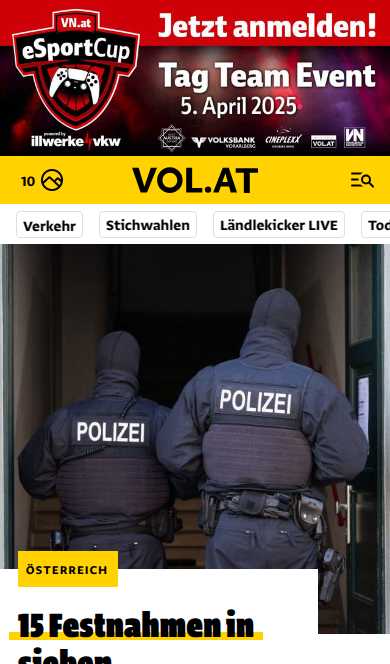 VN.at
eSportCup
powered by
illwerke vkw
Jetzt anmelden!
Tag Team Event
5. April 2025
VOLKSBANK
VORARLBERG
CINEPLEXX
VOL.AT
VN
10
VOL.AT
Verkehr
Stichwahlen
Ländlekicker LIVE
Tod
POLIZEI
POLIZEI
ÖSTERREICH
15 Festnahmen in
sieben